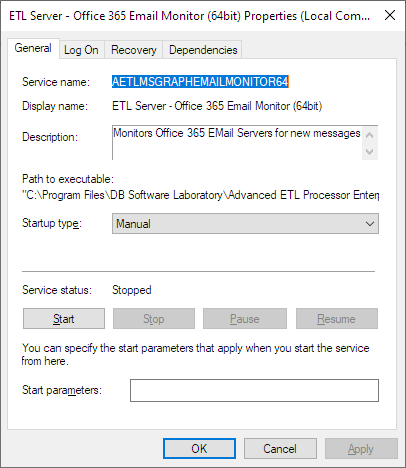 ETL Server - Office 365 Email Monitor (64bit) Properties (Local Com...
General Log On Recovery Dependencies
Service name: AETLMSGRAPHEMAILMONITOR64
Display name: ETL Server - Office 365 Email Monitor (64bit)
Description: Monitors Office 365 EMail Servers for new messages
Path to executable:
"C:\Program Files\DB Software Laboratory\Advanced ETL Processor Enterp
Startup type: Manual
Service status: Stopped
Start Stop Pause Resume
You can specify the start parameters that apply when you start the service
from here.
Start parameters:
OK Cancel Apply